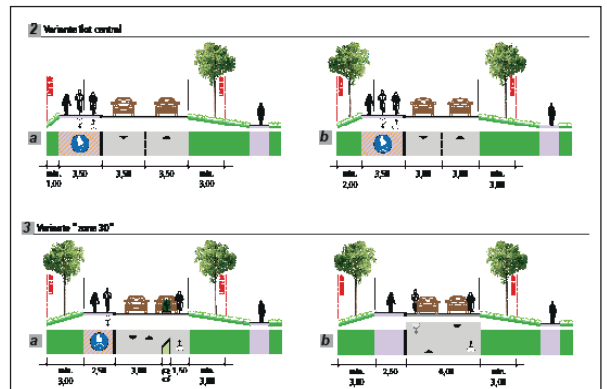 2 Variante îlot central
a
b
min. 3,50 3,50 3,50 min.
1,00 3,00
min. 2,50 3,00 3,00 min.
2,00 3,00
3 Variante "zone 30"
a
b
min. 2,50 3,00 1,50 min.
3,00 3,00
min. 2,50 6,00 min.
3,00 3,00